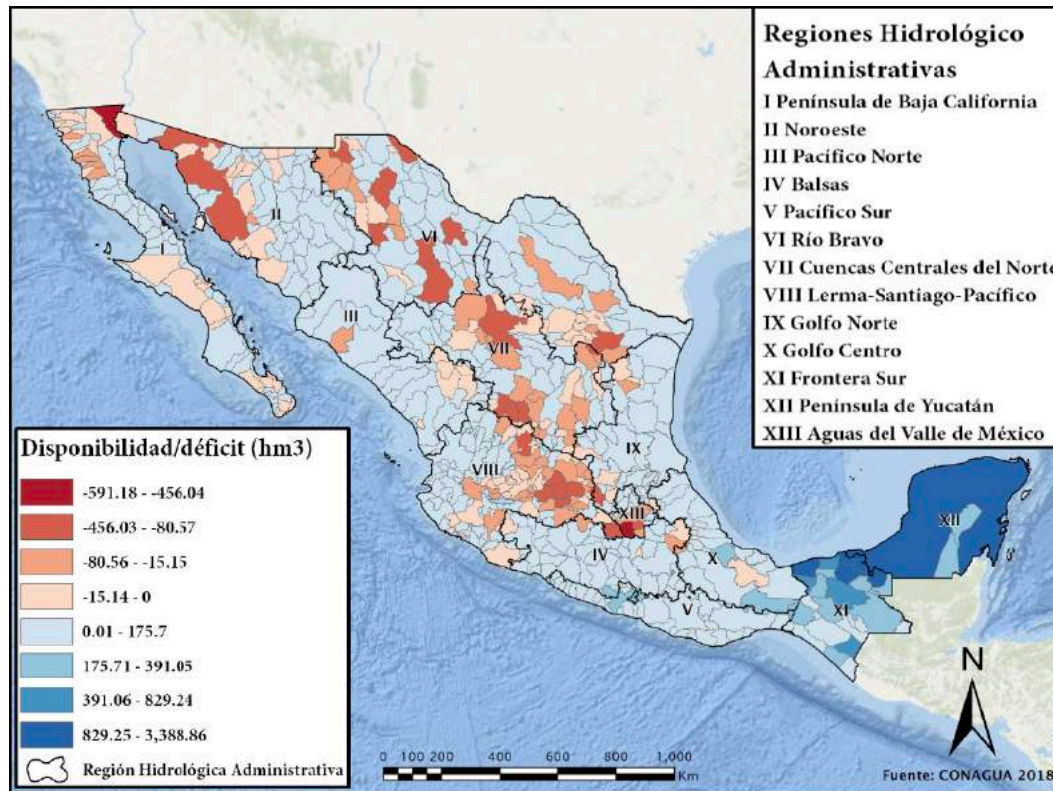 Regiones Hidrológico
Administrativas
I Península de Baja California
II Noroeste
III Pacífico Norte
IV Balsas
V Pacífico Sur
VI Río Bravo
VII Cuencas Centrales del Norte
VIII Lerma-Santiago-Pacífico
IX Golfo Norte
X Golfo Centro
XI Frontera Sur
XII Península de Yucatán
XIII Aguas del Valle de México
II
I
VI
III
VII
IX
VIII
XIII
XII
IV
X
V
XI
Disponibilidad/déficit (hm3)
-591.18 - -456.04
-456.03 - -80.57
-80.56 - -15.15
-15.14 - 0
0.01 - 175.7
175.71 - 391.05
391.06 - 829.24
829.25 - 3,388.86
Región Hidrológica Administrativa
0 100 200 400 600 800 1,000
Km
N
Fuente: CONAGUA 2018